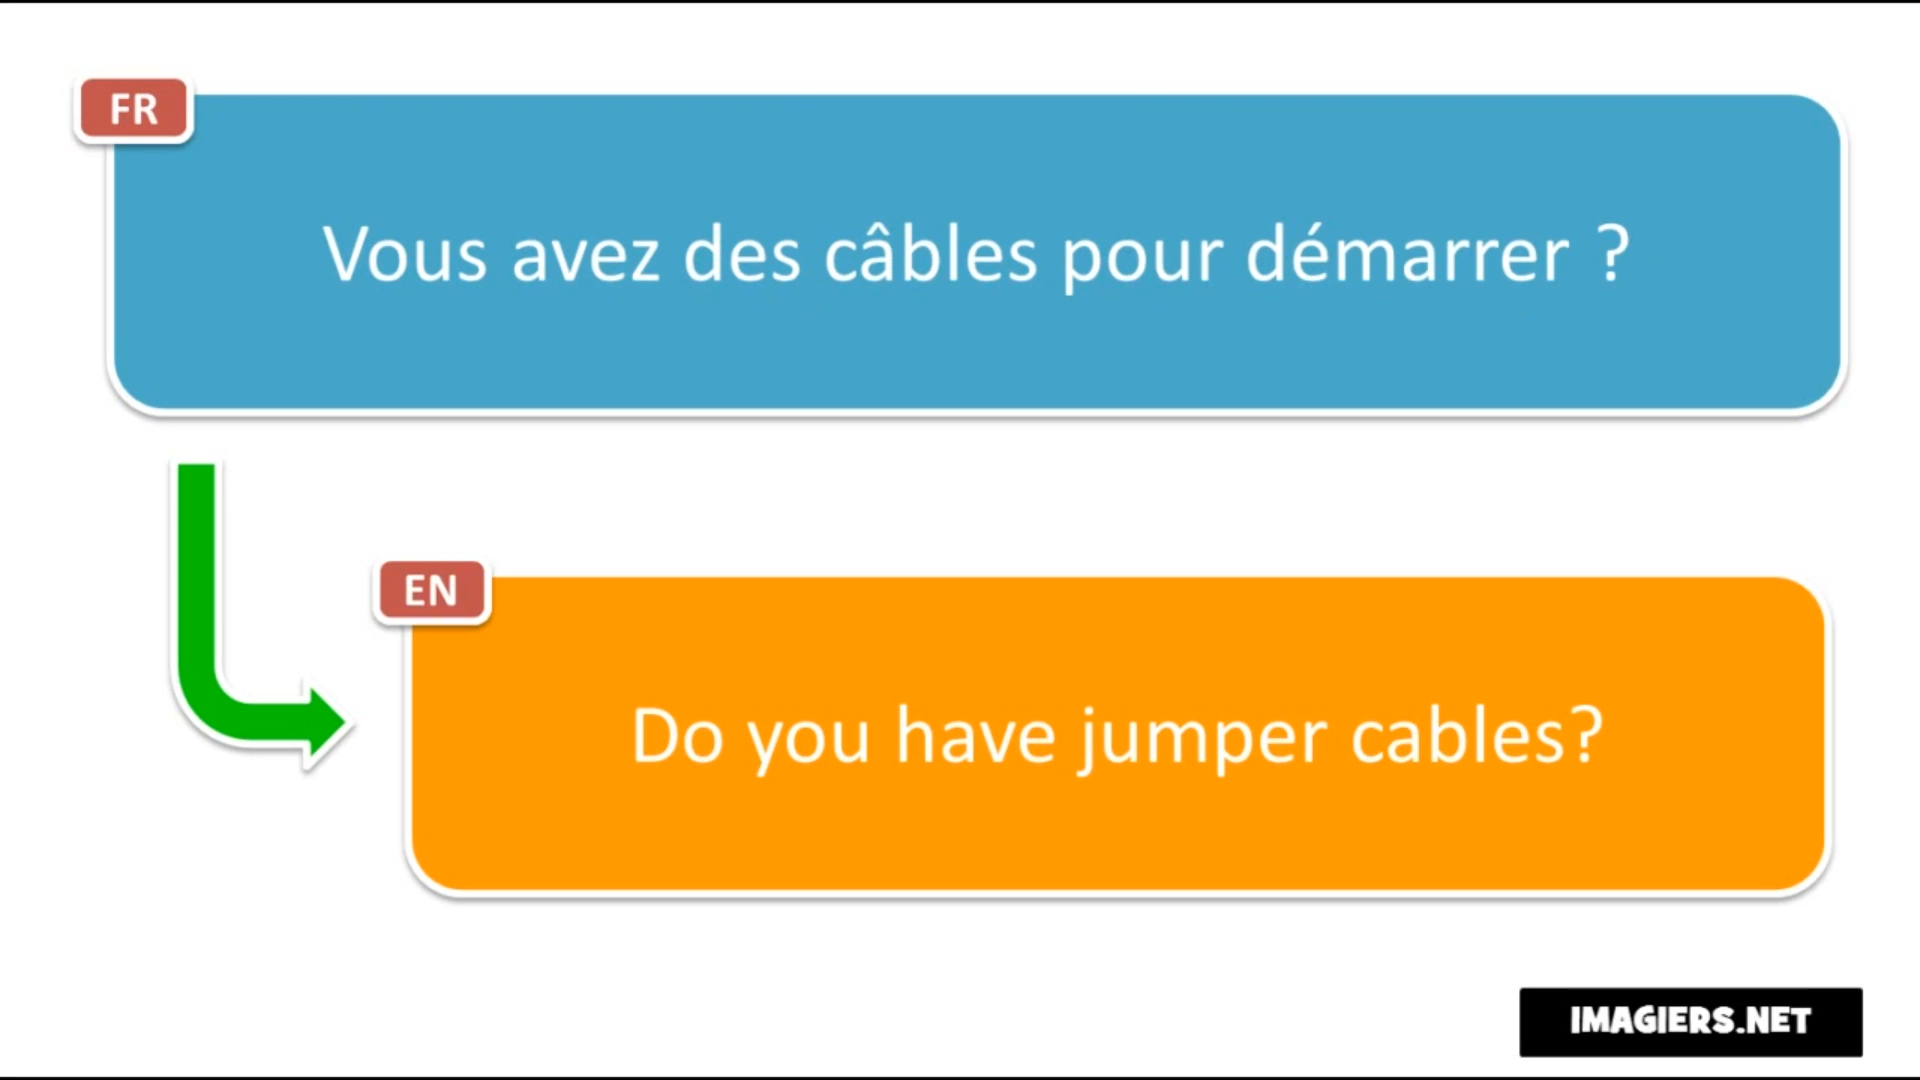 FR
Vous avez des câbles pour démarrer ?
EN
Do you have jumper cables?
IMAGIERS.NET